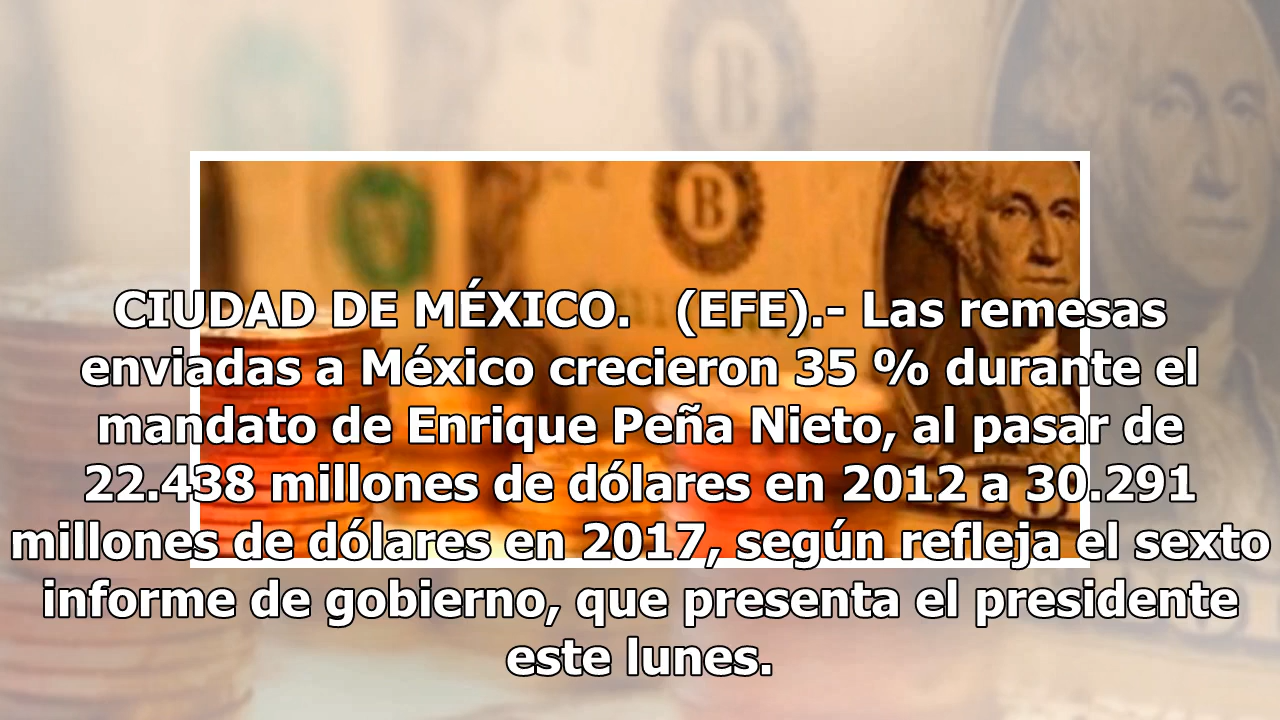 B
B
CIUDAD DE MÉXICO.   (EFE).- Las remesas
enviadas a México crecieron 35 % durante el
mandato de Enrique Peña Nieto, al pasar de
22.438 millones de dólares en 2012 a 30.291
millones de dólares en 2017, según refleja el sexto
informe de gobierno, que presenta el presidente
este lunes.